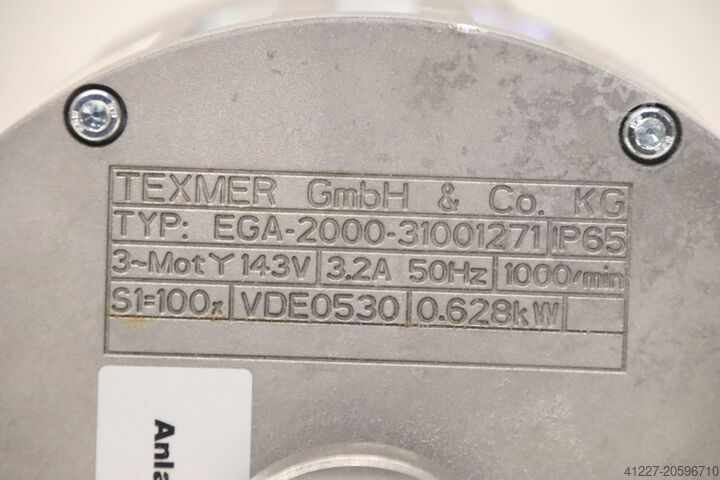 TEXMER GmbH & Co. KG
TYP: EGA-2000-31001271 IP65
3~Mot Y 143V 3.2A 50Hz 1000/min
S1=100% VDE0530 0.628kW
Anla
41227-20596710